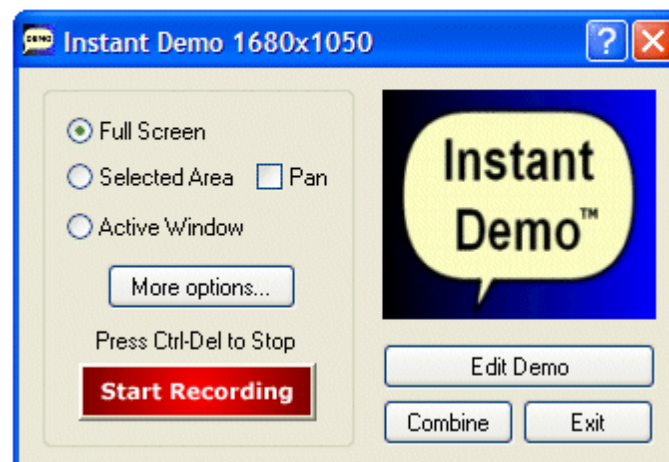 Instant Demo 1680x1050
Full Screen
Selected Area Pan
Active Window
More options...
Press Ctrl-Del to Stop
Start Recording
Instant
Demo™
Edit Demo
Combine Exit